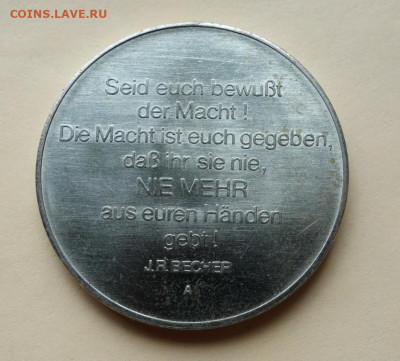 COINS.LAVE.RU
Seid euch bewußt
der Macht !
Die Macht ist euch gegeben,
daß ihr sie nie,
NIE MEHR
aus euren Händen
gebt !
J.R.BECHER
A